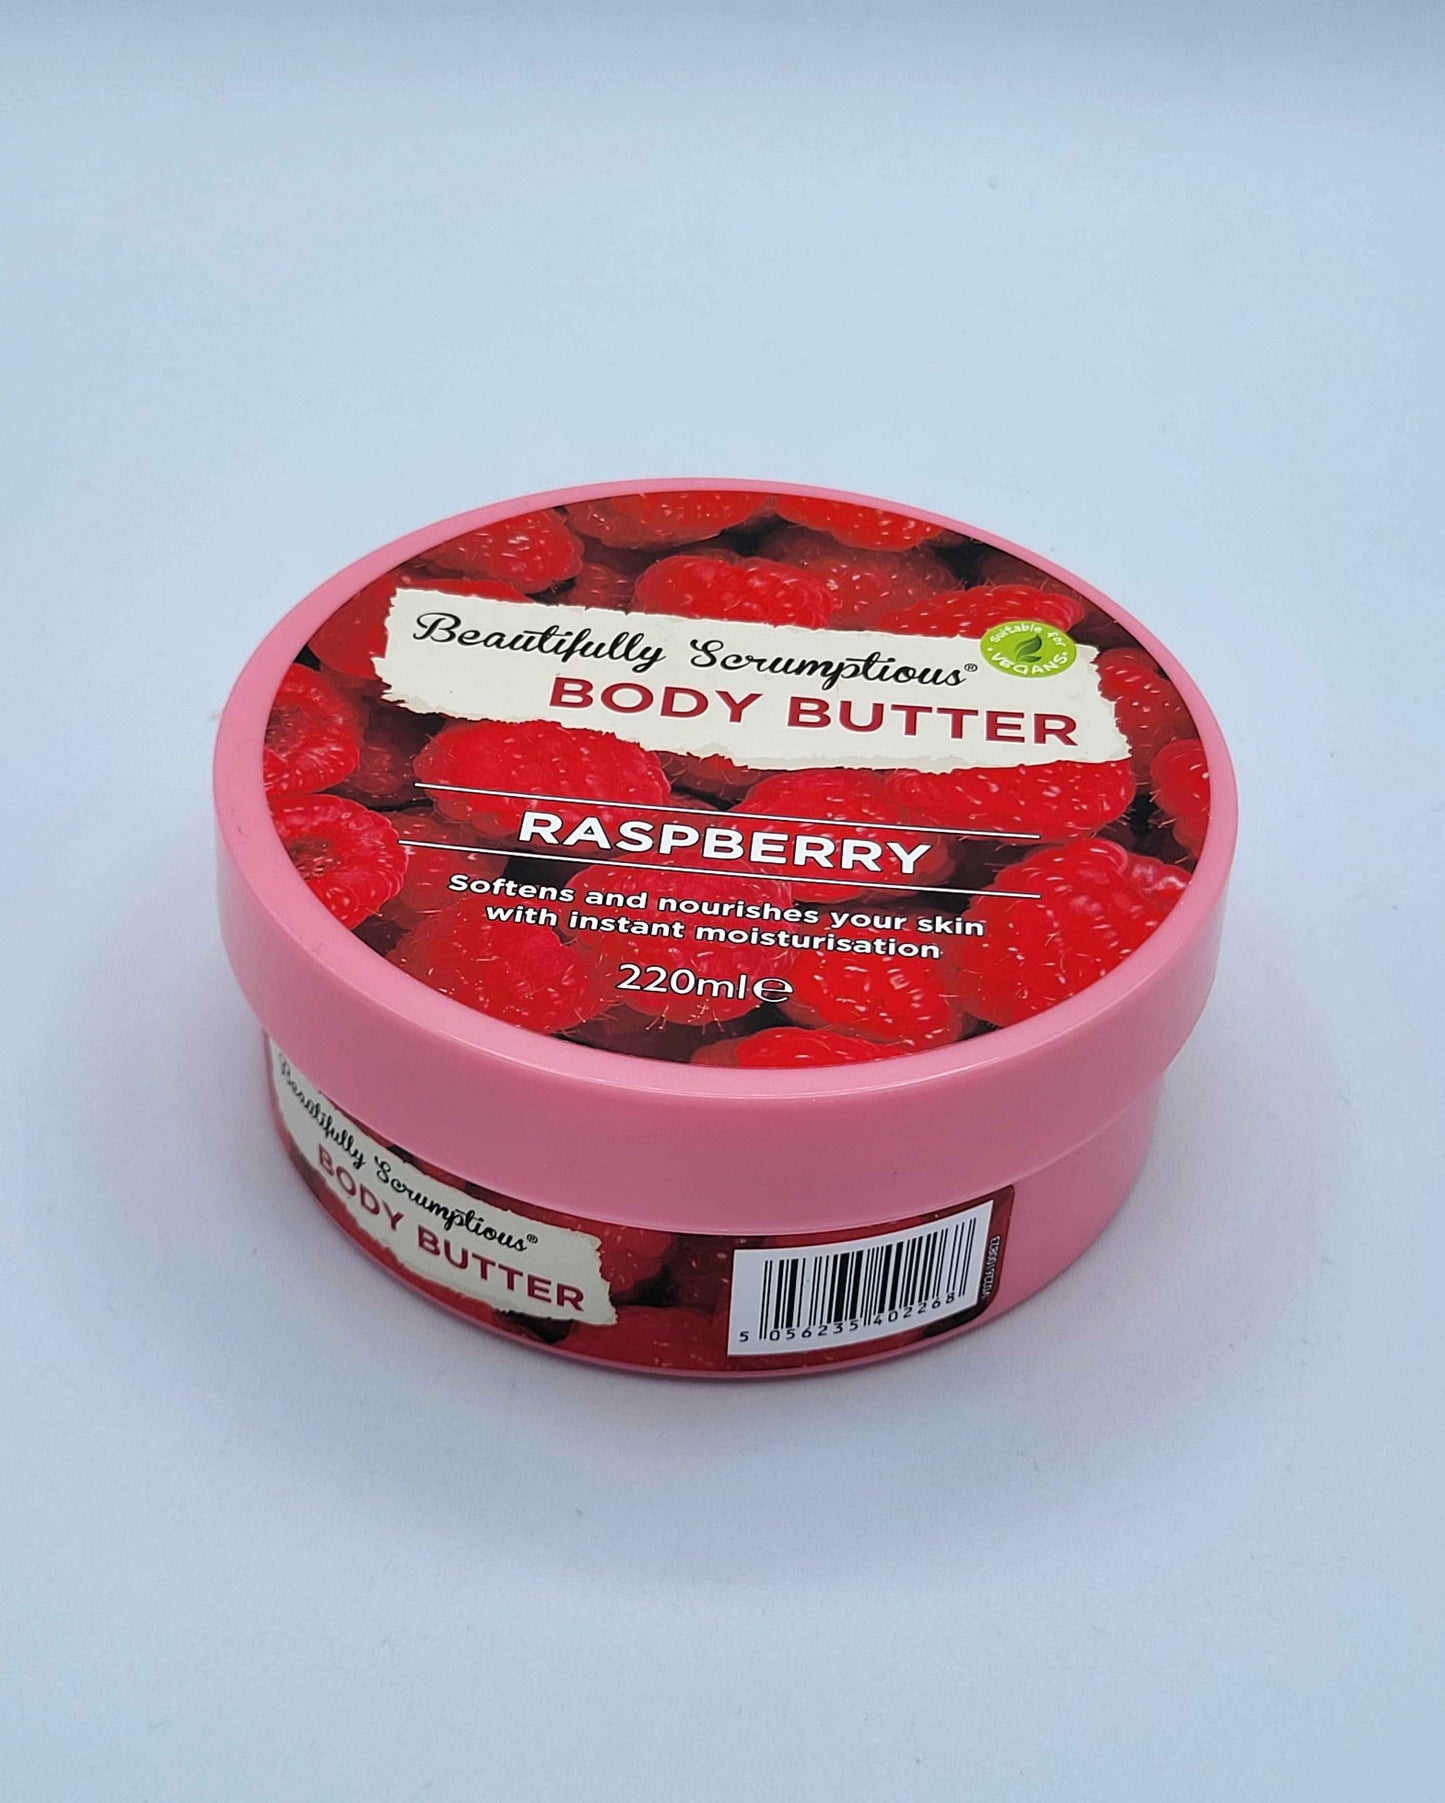 Beautifully Scrumptious®
BODY BUTTER
Suitable for
VEGANS
RASPBERRY
Softens and nourishes your skin
with instant moisturisation
220ml℮
Beautifully Scrumptious®
BODY BUTTER
5 056235 402268
V0226100823